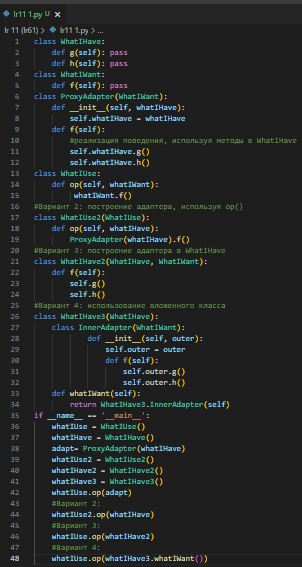 lr11 1.py U X
lr 11 (lr61) > lr11 1.py > ...
1 class WhatIHave:
2 def g(self): pass
3 def h(self): pass
4 class WhatIWant:
5 def f(self): pass
6 class ProxyAdapter(WhatIWant):
7 def __init__(self, whatIHave):
8 self.whatIHave = whatIHave
9 def f(self):
10 #реализация поведения, используя методы в WhatIHave
11 self.whatIHave.g()
12 self.whatIHave.h()
13 class WhatIUse:
14 def op(self, whatIWant):
15 whatIWant.f()
16 #Вариант 2: построение адаптера, используя op()
17 class WhatIUse2(WhatIUse):
18 def op(self, whatIHave):
19 ProxyAdapter(whatIHave).f()
20 #Вариант 3: построение адаптера в WhatIHave
21 class WhatIHave2(WhatIHave, WhatIWant):
22 def f(self):
23 self.g()
24 self.h()
25 #Вариант 4: использование вложенного класса
26 class WhatIHave3(WhatIHave):
27 class InnerAdapter(WhatIWant):
28 def __init__(self, outer):
29 self.outer = outer
30 def f(self):
31 self.outer.g()
32 self.outer.h()
33 def whatIWant(self):
34 return WhatIHave3.InnerAdapter(self)
35 if __name__ == '__main__':
36 whatIUse = WhatIUse()
37 whatIHave = WhatIHave()
38 adapt= ProxyAdapter(whatIHave)
39 whatIUse2 = WhatIUse2()
40 whatIHave2 = WhatIHave2()
41 whatIHave3 = WhatIHave3()
42 whatIUse.op(adapt)
43 #Вариант 2:
44 whatIUse2.op(whatIHave)
45 #Вариант 3:
46 whatIUse.op(whatIHave2)
47 #Вариант 4:
48 whatIUse.op(whatIHave3.whatIWant())